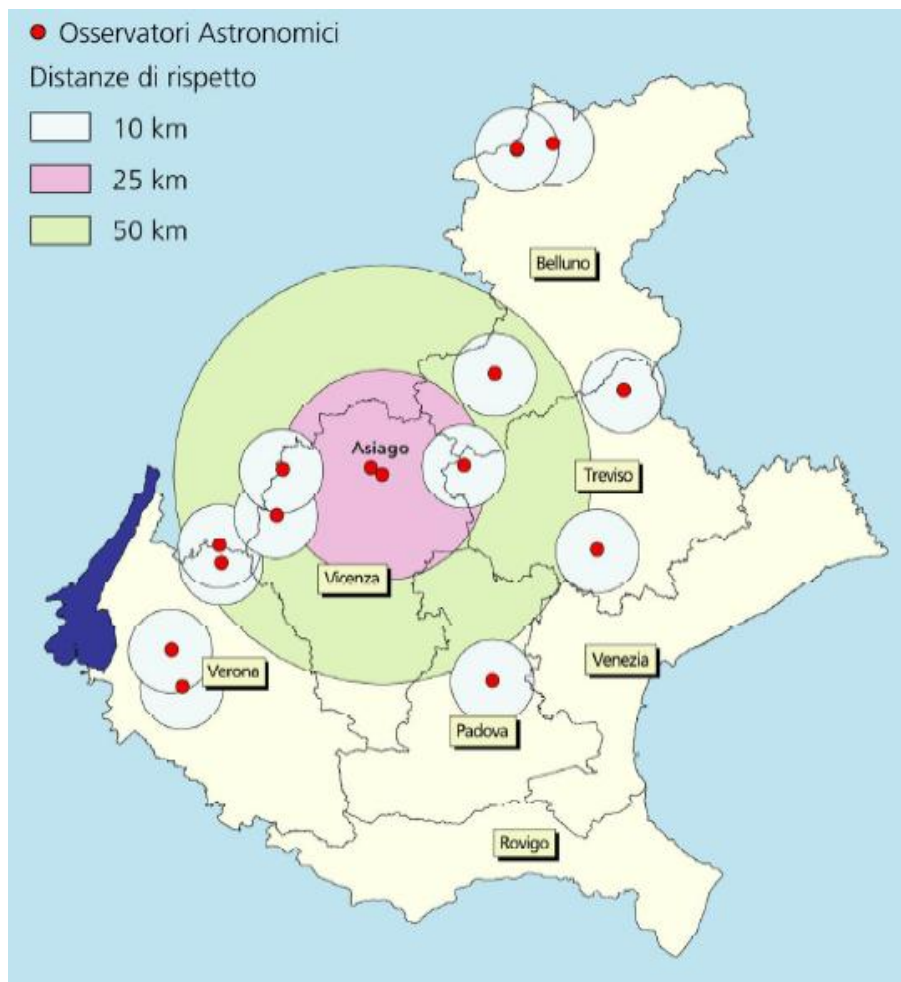 Osservatori Astronomici
Distanze di rispetto
10 km
25 km
50 km
Belluno
Asiago
Treviso
Vicenza
Venezia
Verona
Padova
Rovigo